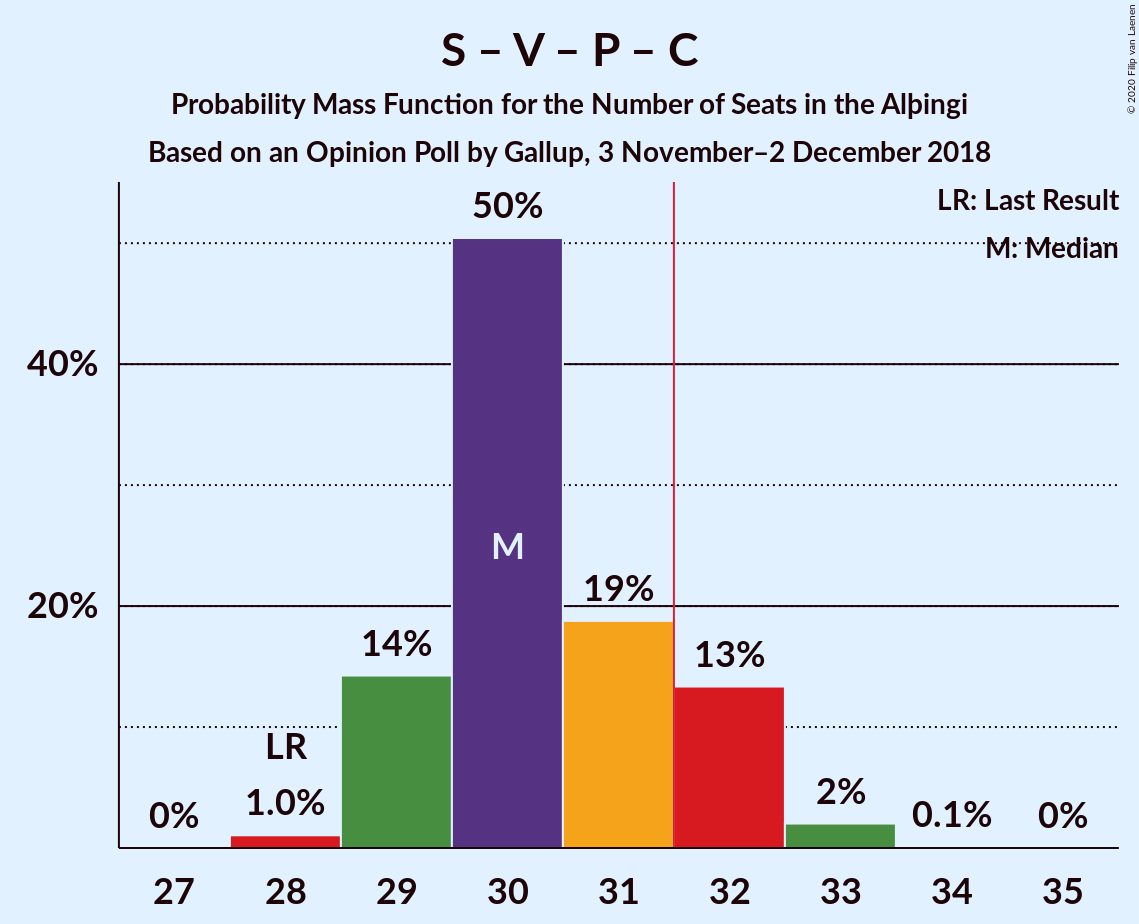 S – V – P – C
Probability Mass Function for the Number of Seats in the Alþingi
Based on an Opinion Poll by Gallup, 3 November–2 December 2018
© 2020 Filip van Laenen
LR: Last Result
M: Median
50%
40%
M
19%
20%
14%
13%
LR
0%
1.0%
2%
0.1%
0%
27 28 29 30 31 32 33 34 35